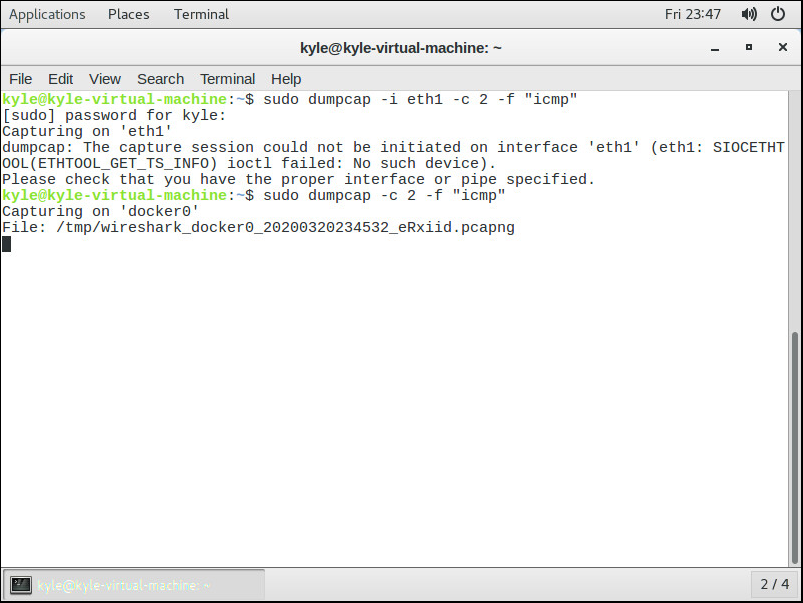 Applications Places Terminal Fri 23:47
kyle@kyle-virtual-machine: ~
File Edit View Search Terminal Help
kyle@kyle-virtual-machine:~$ sudo dumpcap -i eth1 -c 2 -f "icmp"
[sudo] password for kyle:
Capturing on 'eth1'
dumpcap: The capture session could not be initiated on interface 'eth1' (eth1: SIOCETHT
OOL(ETHTOOL_GET_TS_INFO) ioctl failed: No such device).
Please check that you have the proper interface or pipe specified.
kyle@kyle-virtual-machine:~$ sudo dumpcap -c 2 -f "icmp"
Capturing on 'docker0'
File: /tmp/wireshark_docker0_20200320234532_eRxiid.pcapng
kyle@kyle-virtual-machine: ~ 2 / 4